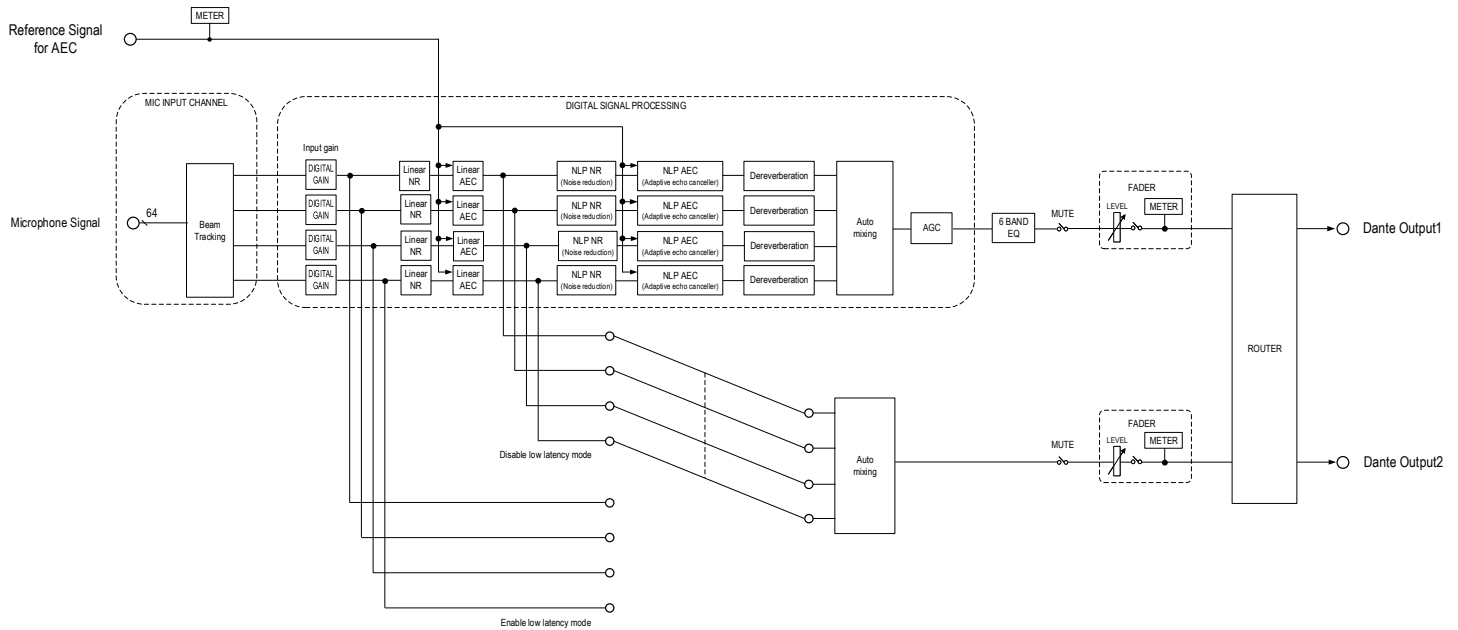 METER
Reference Signal
for AEC
MIC INPUT CHANNEL
DIGITAL SIGNAL PROCESSING
Input gain
DIGITAL
GAIN
Linear
NR
Linear
AEC
NLP NR
(Noise reduction)
NLP AEC
(Adaptive echo canceller)
Dereverberation
DIGITAL
GAIN
Linear
NR
Linear
AEC
NLP NR
(Noise reduction)
NLP AEC
(Adaptive echo canceller)
Dereverberation
DIGITAL
GAIN
Linear
NR
Linear
AEC
NLP NR
(Noise reduction)
NLP AEC
(Adaptive echo canceller)
Dereverberation
DIGITAL
GAIN
Linear
NR
Linear
AEC
NLP NR
(Noise reduction)
NLP AEC
(Adaptive echo canceller)
Dereverberation
Microphone Signal
64
Beam
Tracking
Auto
mixing
AGC
6 BAND
EQ
MUTE
FADER
LEVEL
METER
ROUTER
Dante Output1
Disable low latency mode
Auto
mixing
MUTE
FADER
LEVEL
METER
Dante Output2
Enable low latency mode